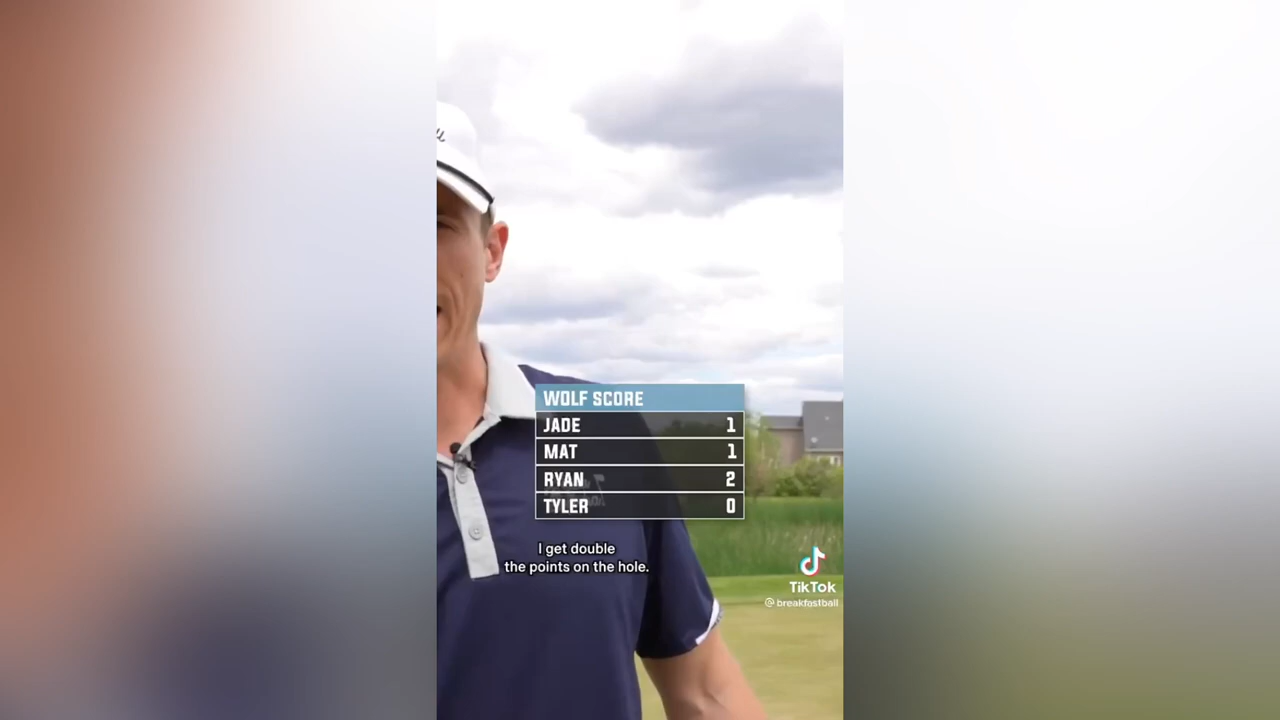 WOLF SCORE
JADE 1
MAT 1
RYAN 2
TYLER 0
I get double
the points on the hole.
TikTok
@breakfastball